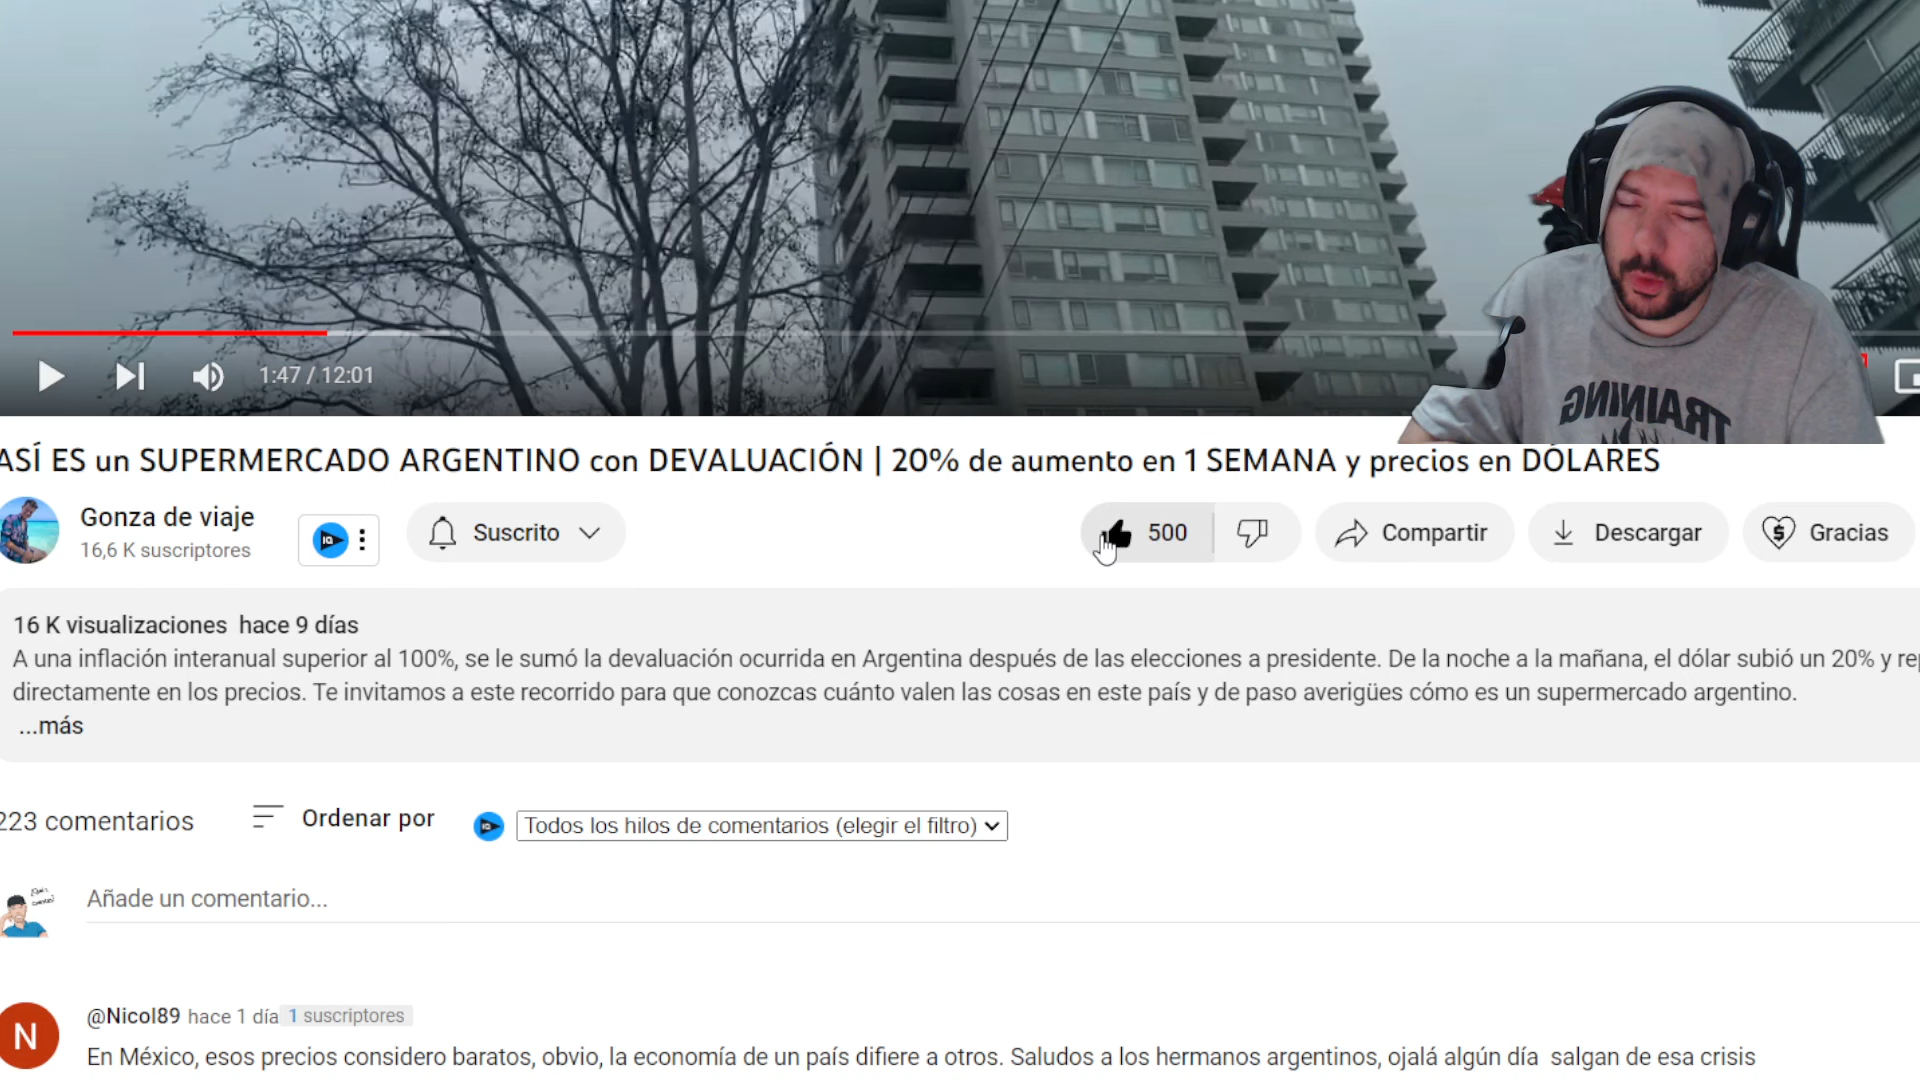 TRAINING
1:47 / 12:01
ASÍ ES un SUPERMERCADO ARGENTINO con DEVALUACIÓN | 20% de aumento en 1 SEMANA y precios en DÓLARES
Gonza de viaje
16,6 K suscriptores
Suscrito
500
Compartir
Descargar
Gracias
16 K visualizaciones hace 9 días
A una inflación interanual superior al 100%, se le sumó la devaluación ocurrida en Argentina después de las elecciones a presidente. De la noche a la mañana, el dólar subió un 20% y
directamente en los precios. Te invitamos a este recorrido para que conozcas cuánto valen las cosas en este país y de paso averigües cómo es un supermercado argentino.
...más
223 comentarios
Ordenar por
Todos los hilos de comentarios (elegir el filtro)
Añade un comentario...
N
@Nicol89 hace 1 día 1 suscriptores
En México, esos precios considero baratos, obvio, la economía de un país difiere a otros. Saludos a los hermanos argentinos, ojalá algún día salgan de esa crisis